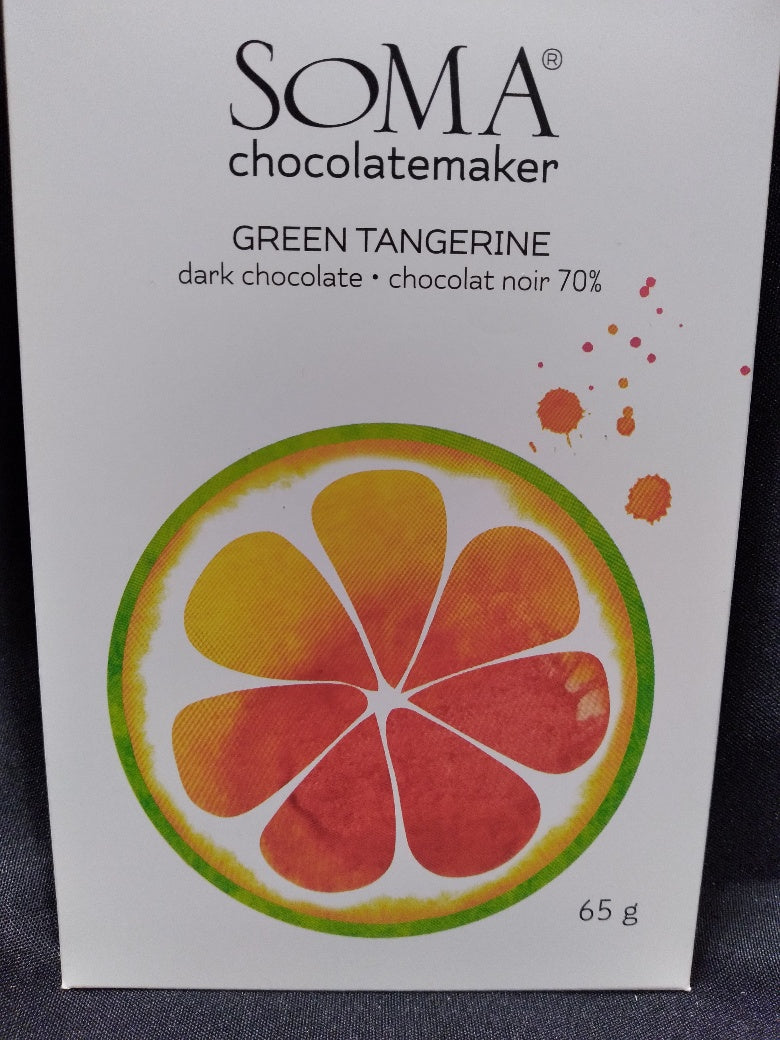 SOMA®
chocolatemaker
GREEN TANGERINE
dark chocolate • chocolat noir 70%
65 g